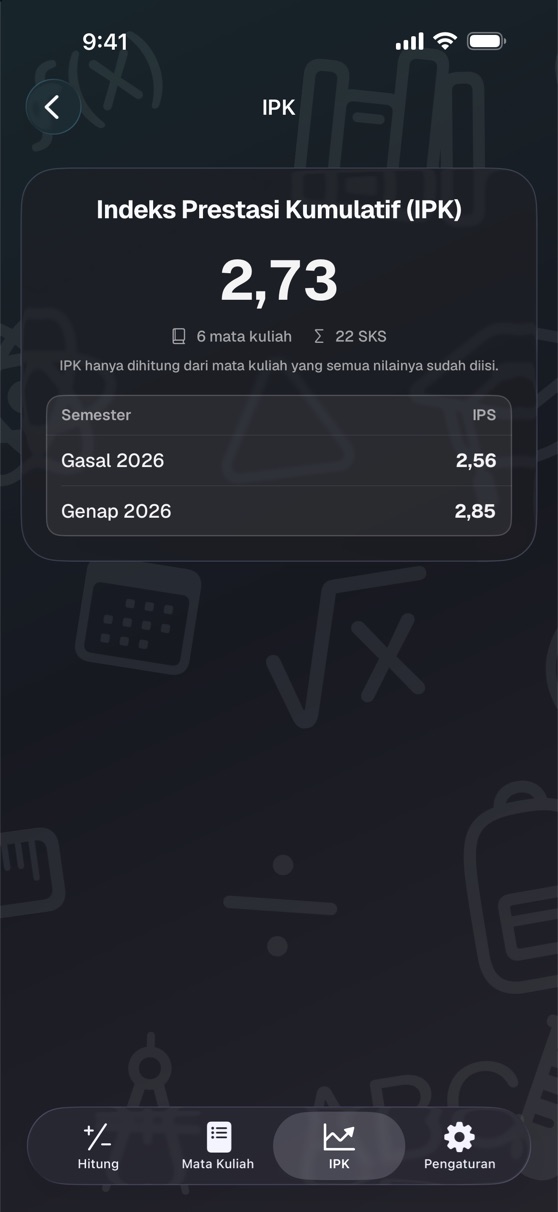 9:41
IPK
Indeks Prestasi Kumulatif (IPK)
2,73
6 mata kuliah Σ 22 SKS
IPK hanya dihitung dari mata kuliah yang semua nilainya sudah diisi.
Semester IPS
Gasal 2026 2,56
Genap 2026 2,85
f(x)
√x
÷
ABC
+/−
Hitung Mata Kuliah IPK Pengaturan